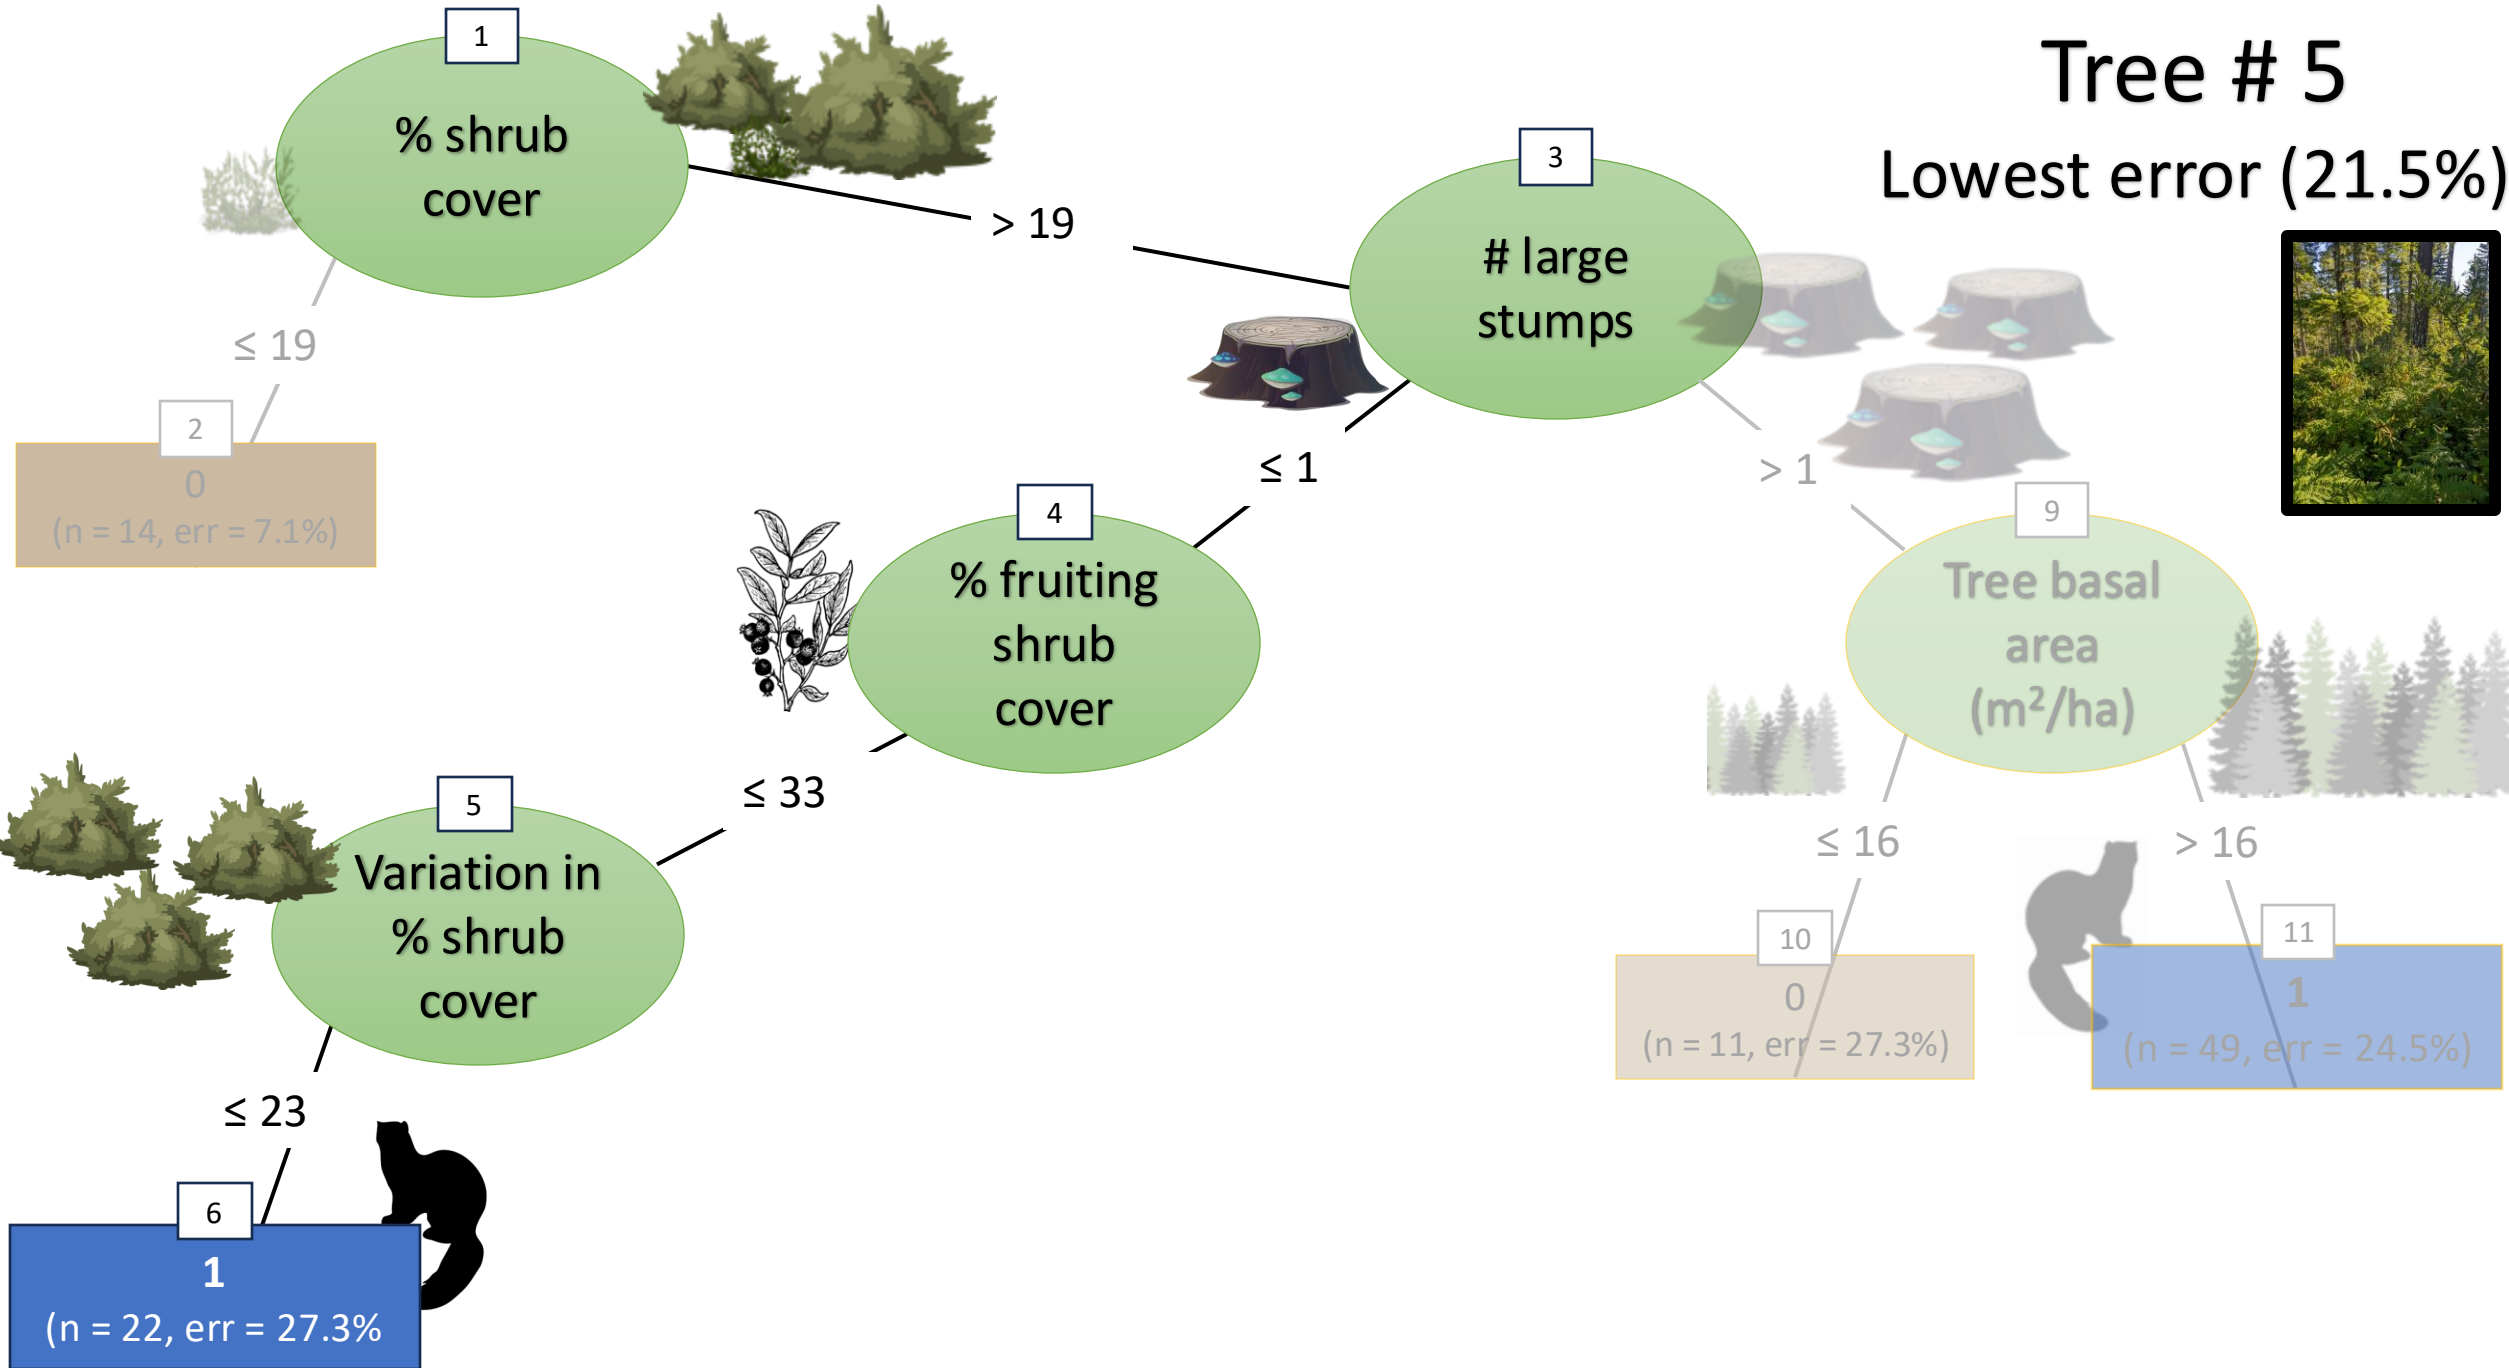 Tree # 5
Lowest error (21.5%)
1
% shrub
cover
> 19
≤ 19
2
0
(n = 14, err = 7.1%)
3
# large
stumps
≤ 1
> 1
4
% fruiting
shrub
cover
≤ 33
5
Variation in
% shrub
cover
≤ 23
6
1
(n = 22, err = 27.3%
9
Tree basal
area
(m²/ha)
≤ 16
> 16
10
0
(n = 11, err = 27.3%)
11
1
(n = 49, err = 24.5%)